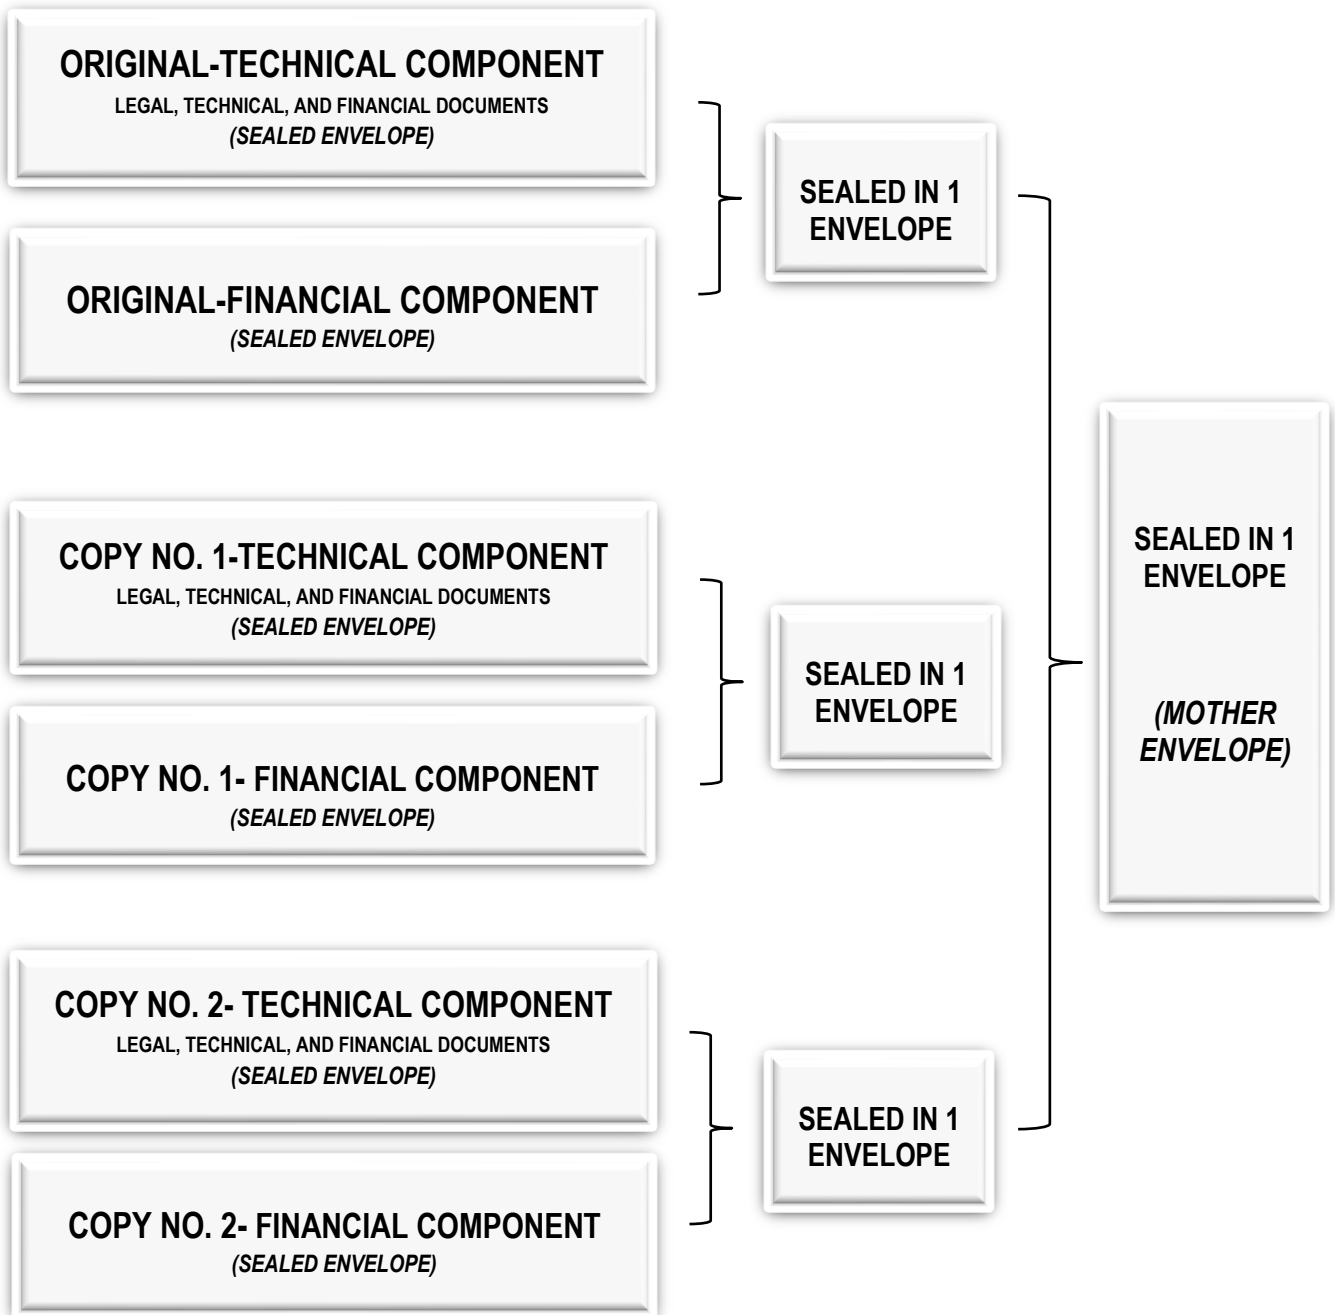 ORIGINAL-TECHNICAL COMPONENT
LEGAL, TECHNICAL, AND FINANCIAL DOCUMENTS
(SEALED ENVELOPE)
ORIGINAL-FINANCIAL COMPONENT
(SEALED ENVELOPE)
SEALED IN 1
ENVELOPE
COPY NO. 1-TECHNICAL COMPONENT
LEGAL, TECHNICAL, AND FINANCIAL DOCUMENTS
(SEALED ENVELOPE)
COPY NO. 1- FINANCIAL COMPONENT
(SEALED ENVELOPE)
SEALED IN 1
ENVELOPE
COPY NO. 2- TECHNICAL COMPONENT
LEGAL, TECHNICAL, AND FINANCIAL DOCUMENTS
(SEALED ENVELOPE)
COPY NO. 2- FINANCIAL COMPONENT
(SEALED ENVELOPE)
SEALED IN 1
ENVELOPE
SEALED IN 1
ENVELOPE
(MOTHER
ENVELOPE)